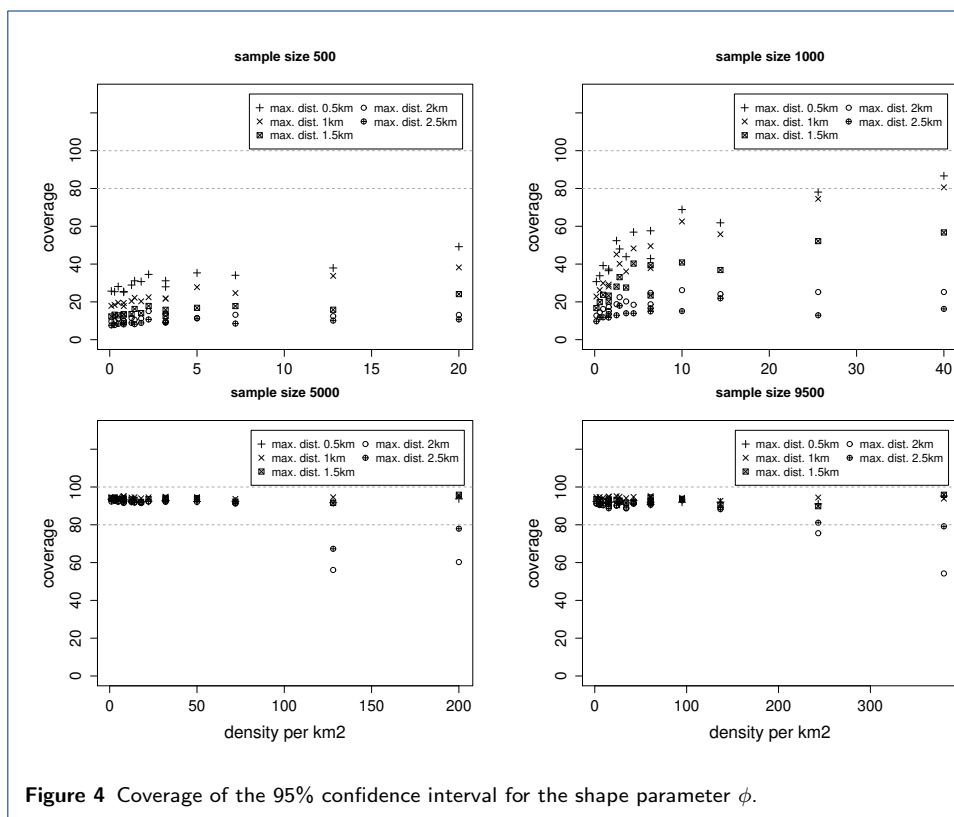 sample size 500
max. dist. 0.5km max. dist. 2km
max. dist. 1km max. dist. 2.5km
max. dist. 1.5km
coverage
0 20 40 60 80 100
0 5 10 15 20
sample size 1000
max. dist. 0.5km max. dist. 2km
max. dist. 1km max. dist. 2.5km
max. dist. 1.5km
coverage
0 20 40 60 80 100
0 10 20 30 40
sample size 5000
max. dist. 0.5km max. dist. 2km
max. dist. 1km max. dist. 2.5km
max. dist. 1.5km
coverage
0 20 40 60 80 100
0 50 100 150 200
density per km2
sample size 9500
max. dist. 0.5km max. dist. 2km
max. dist. 1km max. dist. 2.5km
max. dist. 1.5km
coverage
0 20 40 60 80 100
0 100 200 300
density per km2
Figure 4 Coverage of the 95% confidence interval for the shape parameter ϕ.